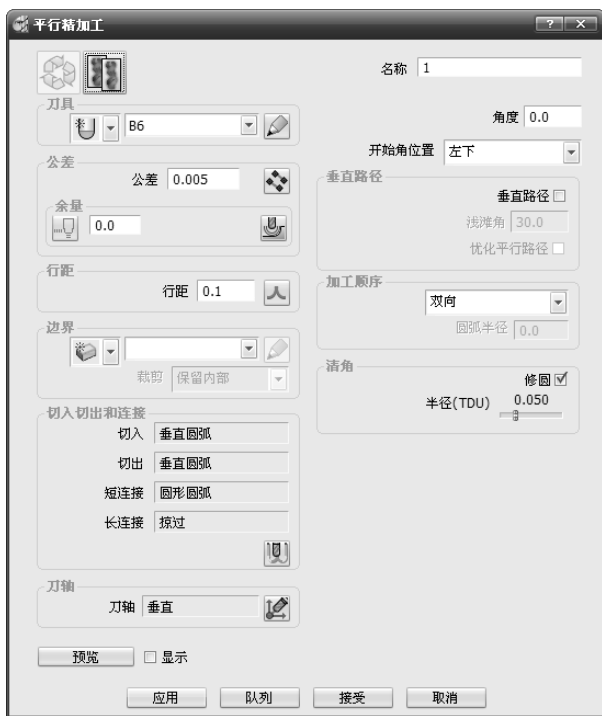 平行精加工
名称 1
刀具
B6
角度 0.0
开始角位置 左下
公差
公差 0.005
余量
0.0
垂直路径
垂直路径
浅滩角 30.0
优化平行路径
行距
行距 0.1
加工顺序
双向
圆弧半径 0.0
边界
裁剪 保留内部
清角
修圆
半径(TDU) 0.050
切入切出和连接
切入 垂直圆弧
切出 垂直圆弧
短连接 圆形圆弧
长连接 掠过
刀轴
刀轴 垂直
预览 显示
应用 队列 接受 取消